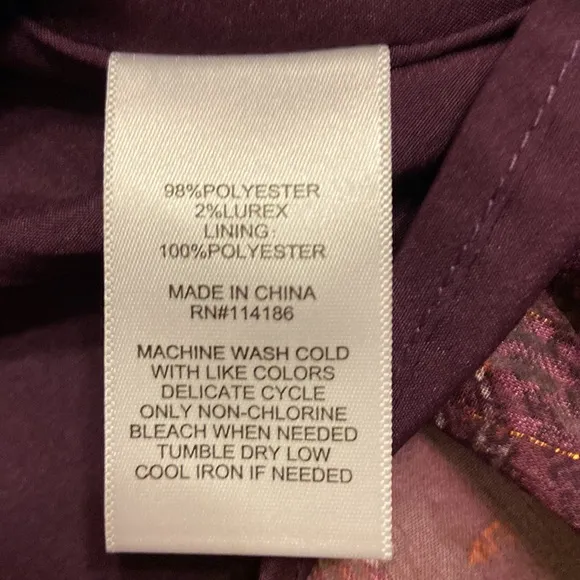 98%POLYESTER
2%LUREX
LINING:
100%POLYESTER
MADE IN CHINA
RN#114186
MACHINE WASH COLD
WITH LIKE COLORS
DELICATE CYCLE
ONLY NON-CHLORINE
BLEACH WHEN NEEDED
TUMBLE DRY LOW
COOL IRON IF NEEDED